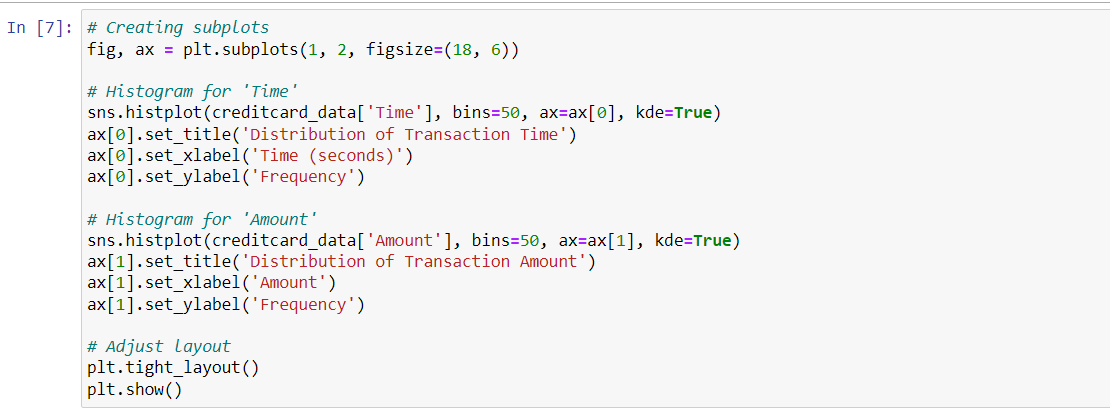 In [7]: # Creating subplots
fig, ax = plt.subplots(1, 2, figsize=(18, 6))

# Histogram for 'Time'
sns.histplot(creditcard_data['Time'], bins=50, ax=ax[0], kde=True)
ax[0].set_title('Distribution of Transaction Time')
ax[0].set_xlabel('Time (seconds)')
ax[0].set_ylabel('Frequency')

# Histogram for 'Amount'
sns.histplot(creditcard_data['Amount'], bins=50, ax=ax[1], kde=True)
ax[1].set_title('Distribution of Transaction Amount')
ax[1].set_xlabel('Amount')
ax[1].set_ylabel('Frequency')

# Adjust layout
plt.tight_layout()
plt.show()